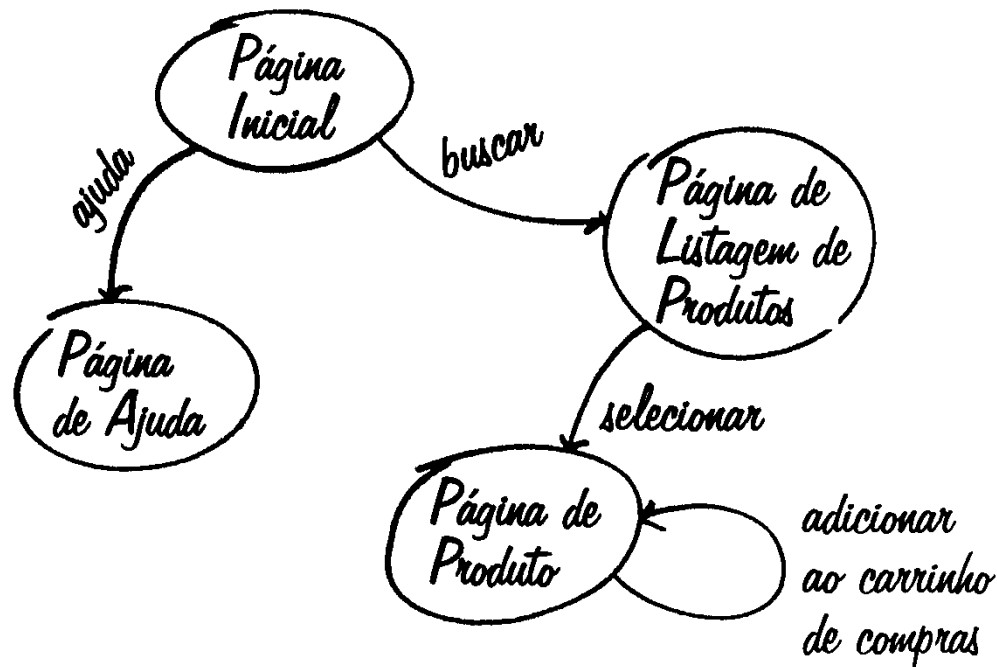 Página
Inicial
ajuda
buscar
Página de
Listagem de
Produtos
Página
de Ajuda
selecionar
Página de
Produto
adicionar
ao carrinho
de compras